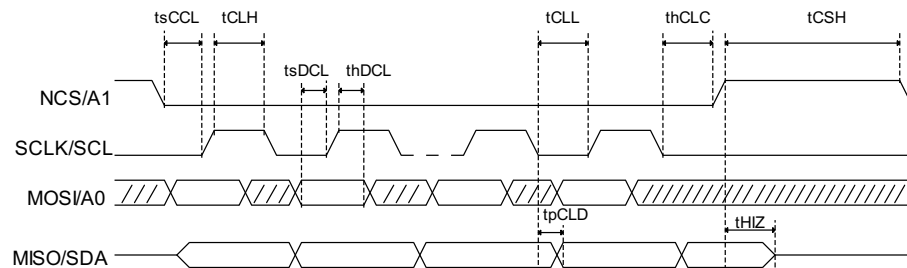 tsCCL tCLH tCLL thCLC tCSH
tsDCL thDCL
NCS/A1
SCLK/SCL
MOSI/A0
tpCLD tHIZ
MISO/SDA